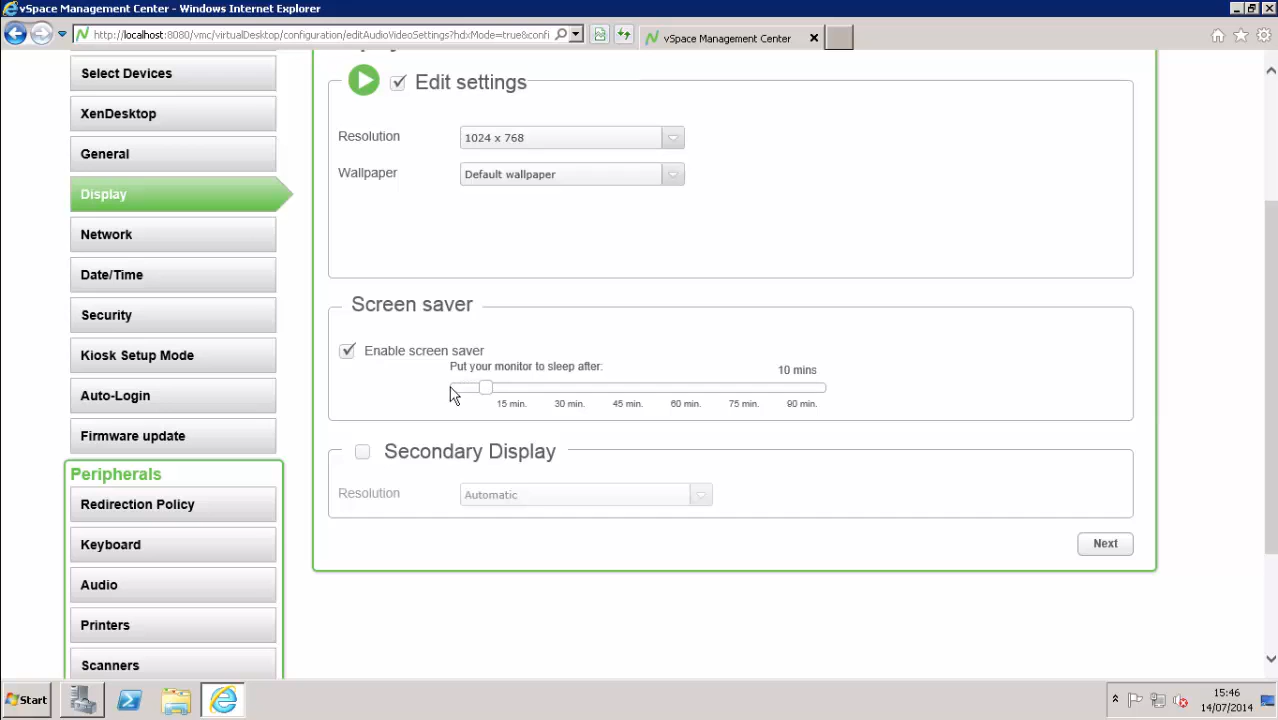 vSpace Management Center - Windows Internet Explorer
http://localhost:8080/vmc/virtualDesktop/configuration/editAudioVideoSettings?hdxMode=true&confi
vSpace Management Center
Select Devices
XenDesktop
General
Display
Network
Date/Time
Security
Kiosk Setup Mode
Auto-Login
Firmware update
Peripherals
Redirection Policy
Keyboard
Audio
Printers
Scanners
Edit settings
Resolution 1024 x 768
Wallpaper Default wallpaper
Screen saver
Enable screen saver
Put your monitor to sleep after: 10 mins
15 min. 30 min. 45 min. 60 min. 75 min. 90 min.
Secondary Display
Resolution Automatic
Next
Start
15:46
14/07/2014